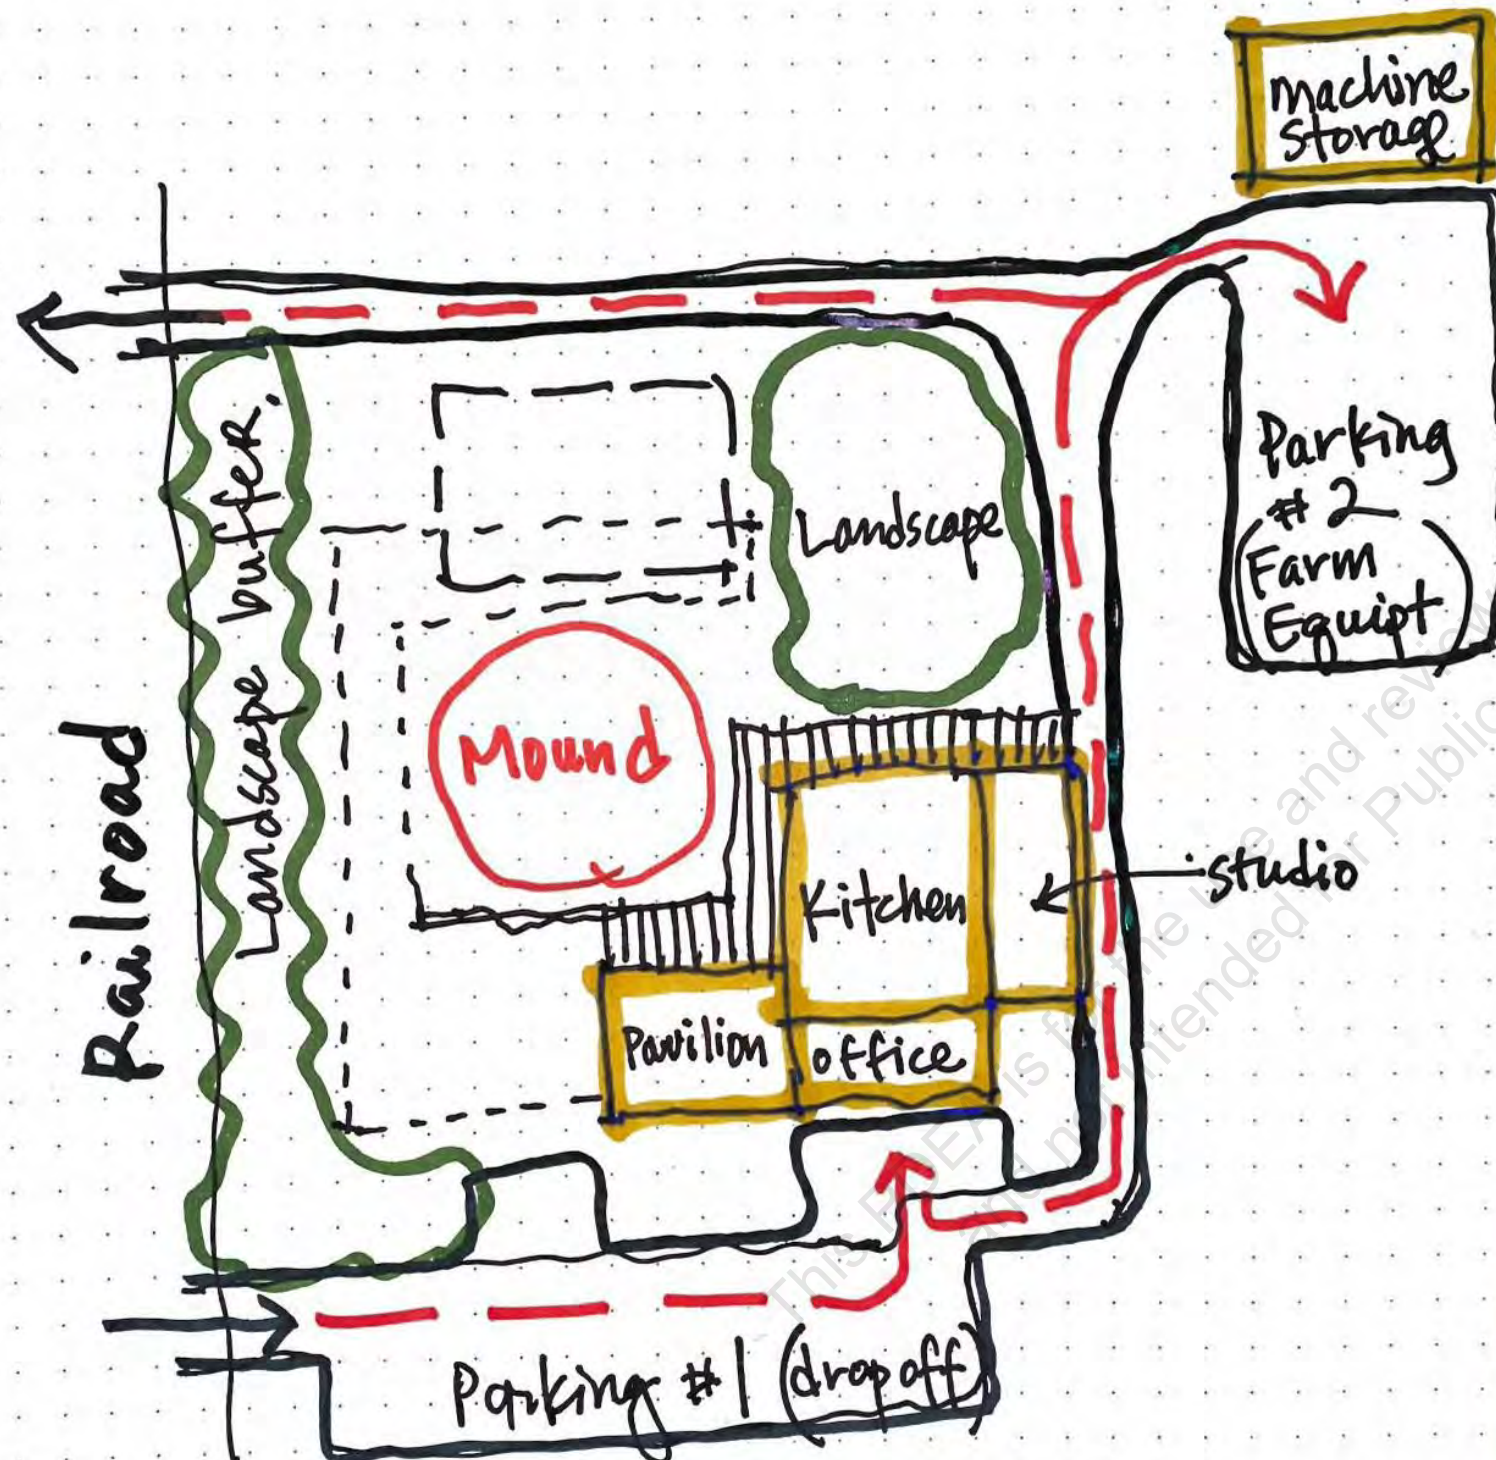 machine
storage
Landscape buffer.
Landscape
Parking
# 2
(Farm
Equipt)
Mound
Railroad
Kitchen
studio
Pavilion
office
Parking #1 (drop off)